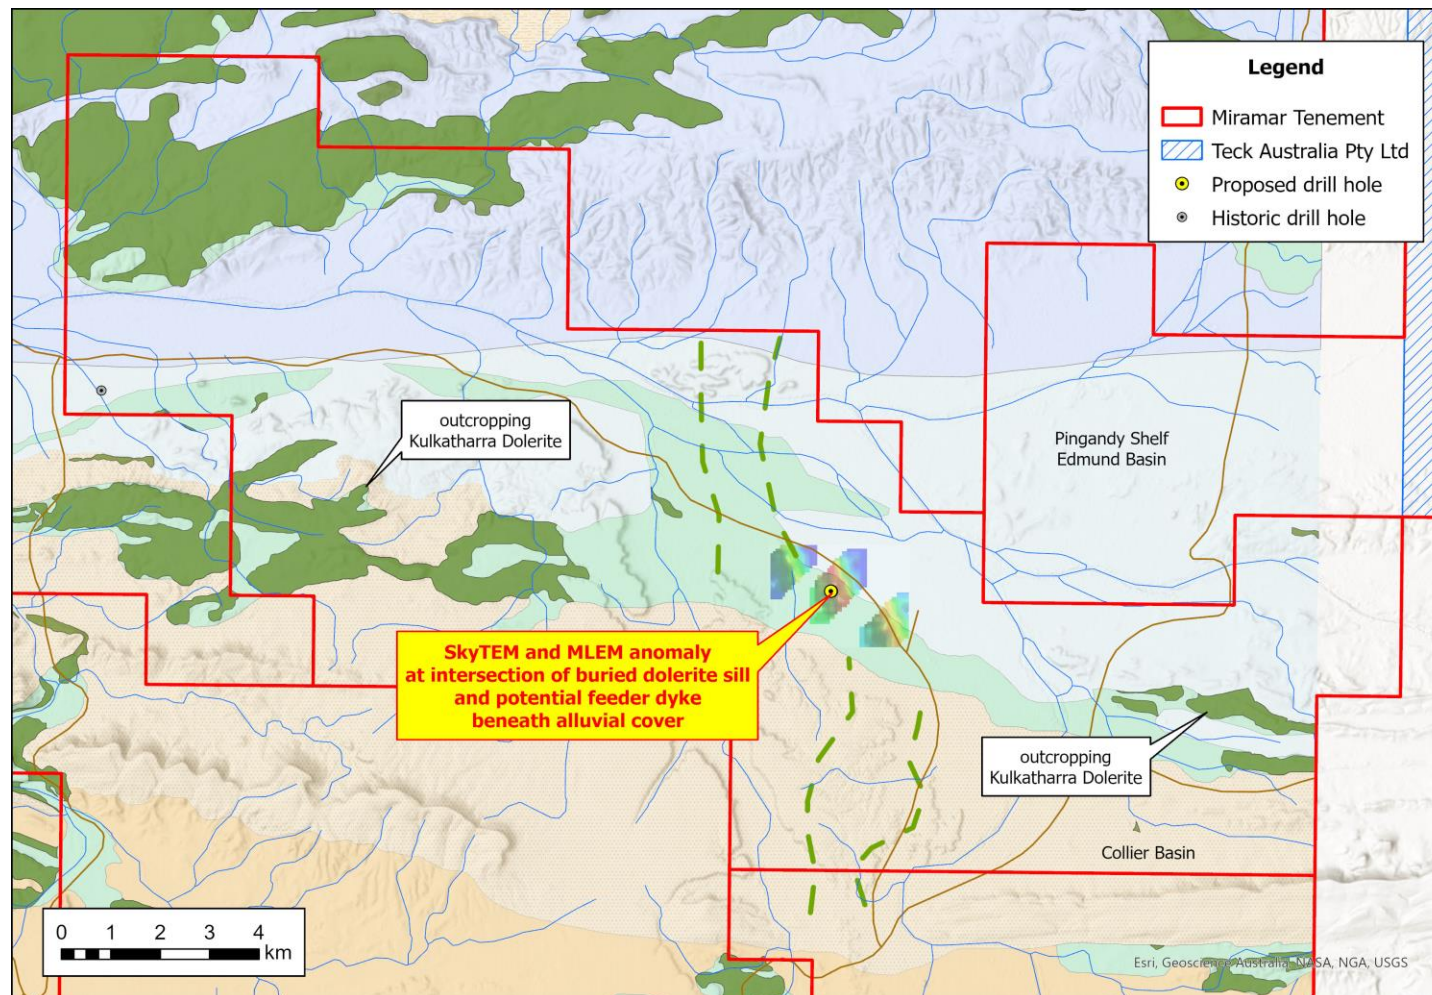 Legend
Miramar Tenement
Teck Australia Pty Ltd
Proposed drill hole
Historic drill hole
outcropping
Kulkatharra Dolerite
Pingandy Shelf
Edmund Basin
SkyTEM and MLEM anomaly
at intersection of buried dolerite sill
and potential feeder dyke
beneath alluvial cover
outcropping
Kulkatharra Dolerite
Collier Basin
0 1 2 3 4
km
Esri, Geoscience Australia, NASA, NGA, USGS